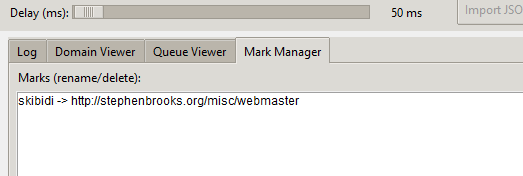 Delay (ms): 50 ms Import JSO
Log Domain Viewer Queue Viewer Mark Manager
Marks (rename/delete):
skibidi -> http://stephenbrooks.org/misc/webmaster